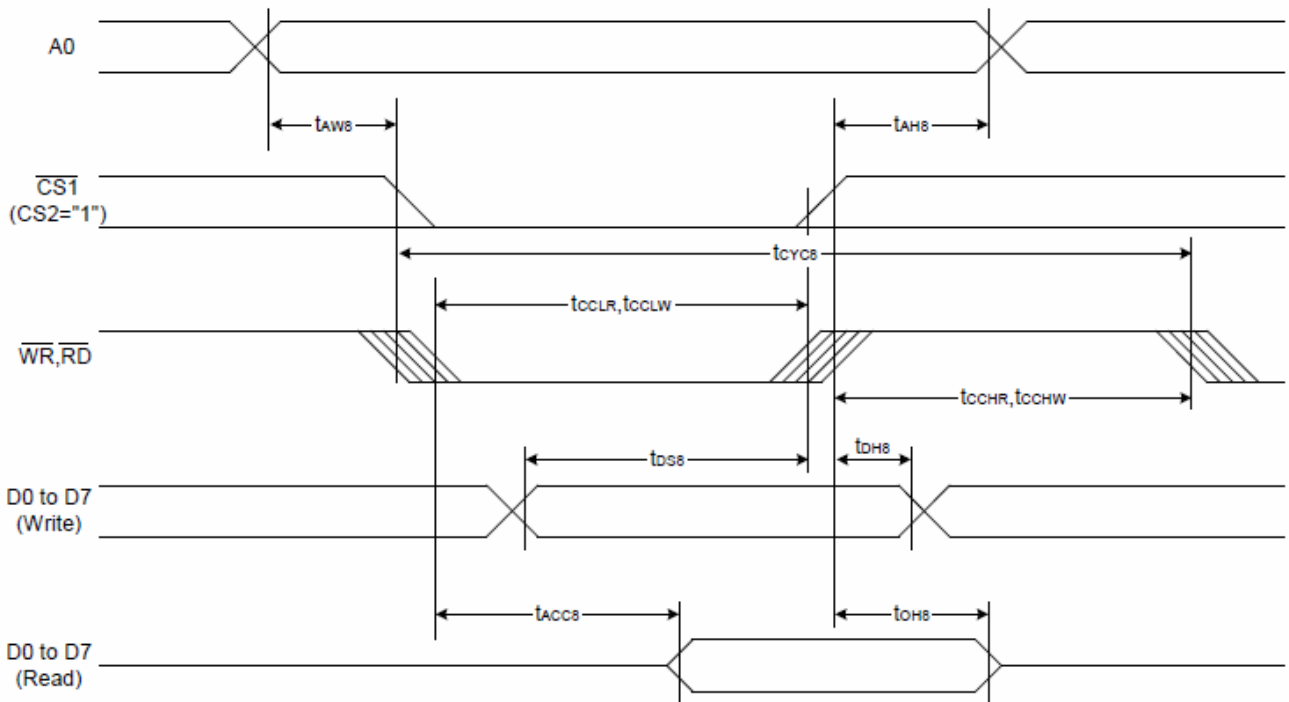 A0
tAW8
tAH8
CS1
(CS2="1")
tCYC8
tCCLR,tCCLW
WR,RD
tCCHR,tCCHW
tDS8
tDH8
D0 to D7
(Write)
tACC8
tOH8
D0 to D7
(Read)